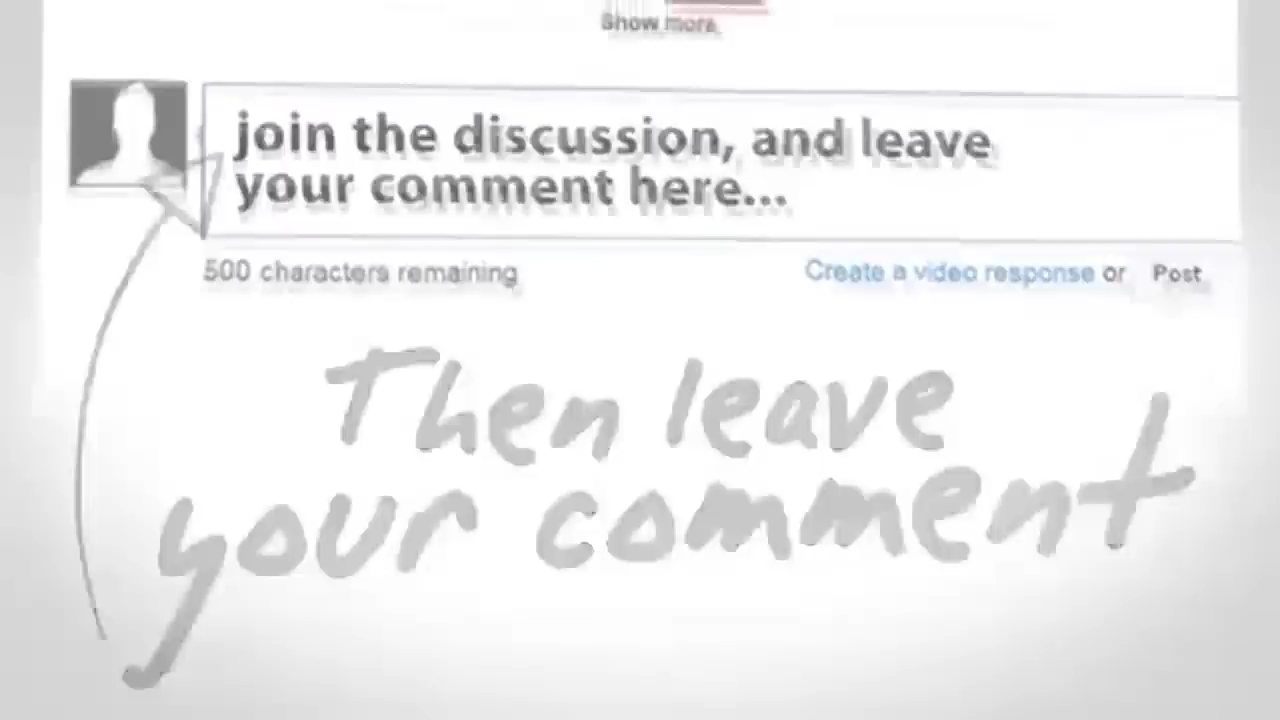 Show more
join the discussion, and leave
your comment here...
500 characters remaining
Create a video response or Post
Then leave
your comment